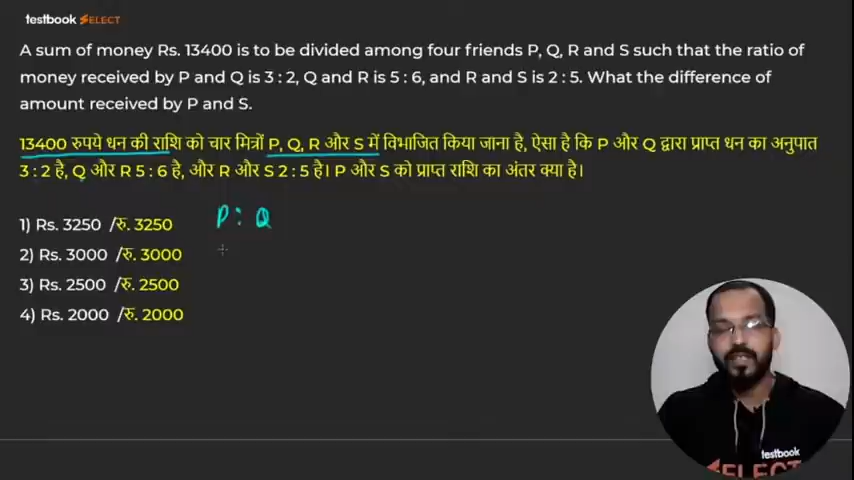 testbook SELECT
A sum of money Rs. 13400 is to be divided among four friends P, Q, R and S such that the ratio of
money received by P and Q is 3 : 2, Q and R is 5 : 6, and R and S is 2 : 5. What the difference of
amount received by P and S.
13400 रुपये धन की राशि को चार मित्रों P, Q, R और S में विभाजित किया जाना है, ऐसा है कि P और Q द्वारा प्राप्त धन का अनुपात
3 : 2 है, Q और R 5 : 6 है, और R और S 2 : 5 है। P और S को प्राप्त राशि का अंतर क्या है।
P : Q
1) Rs. 3250 /रु. 3250
2) Rs. 3000 /रु. 3000
3) Rs. 2500 /रु. 2500
4) Rs. 2000 /रु. 2000
testbook
SELECT